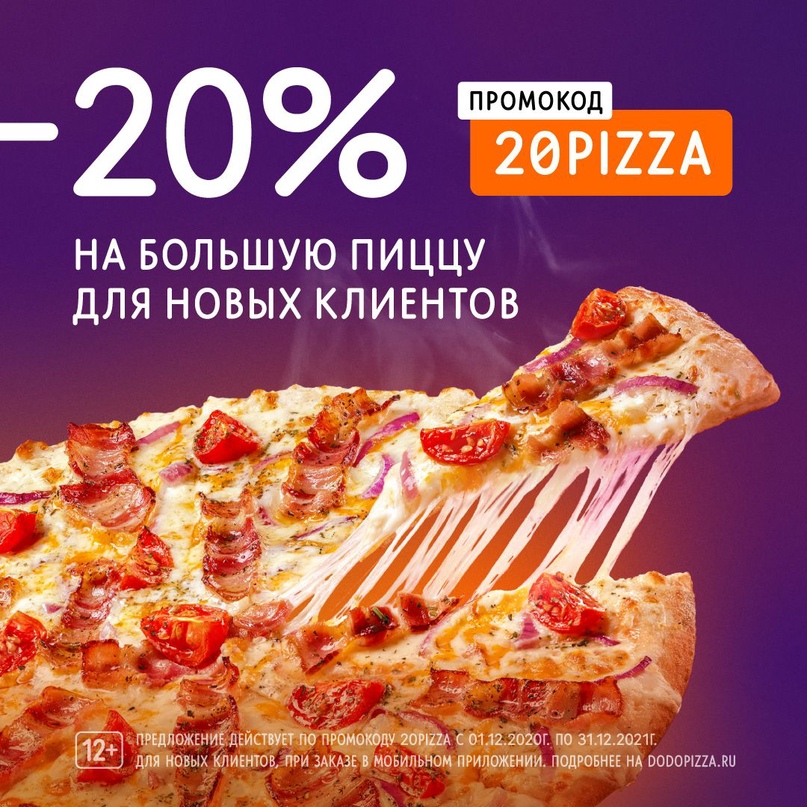 -20%
ПРОМОКОД
20PIZZA
НА БОЛЬШУЮ ПИЦЦУ
ДЛЯ НОВЫХ КЛИЕНТОВ
12+
ПРЕДЛОЖЕНИЕ ДЕЙСТВУЕТ ПО ПРОМОКОДУ 20PIZZA С 01.12.2020Г. ПО 31.12.2021Г.
ДЛЯ НОВЫХ КЛИЕНТОВ, ПРИ ЗАКАЗЕ В МОБИЛЬНОМ ПРИЛОЖЕНИИ. ПОДРОБНЕЕ НА DODOPIZZA.RU